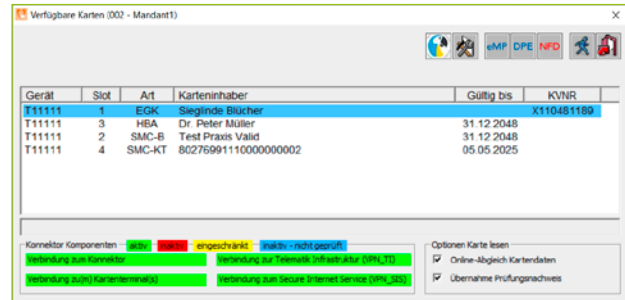 Verfügbare Karten (002 - Mandant1)
eMP DPE NFD
Gerät Slot Art Karteninhaber Gültig bis KVNR
T11111 1 EGK Sieglinde Blücher X110481189
T11111 3 HBA Dr. Peter Müller 31.12.2048
T11111 2 SMC-B Test Praxis Valid 31.12.2048
T11111 4 SMC-KT 80276991110000000002 05.05.2025
Konnektor Komponenten aktiv inaktiv eingeschränkt inaktiv - nicht geprüft Optionen Karte lesen
Verbindung zum Konnektor Verbindung zur Telematik Infrastruktur (VPN_TI) Online-Abgleich Kartendaten
Verbindung zu(m) Kartenterminal(s) Verbindung zum Secure Internet Service (VPN_SIS) Übernahme Prüfungsnachweis